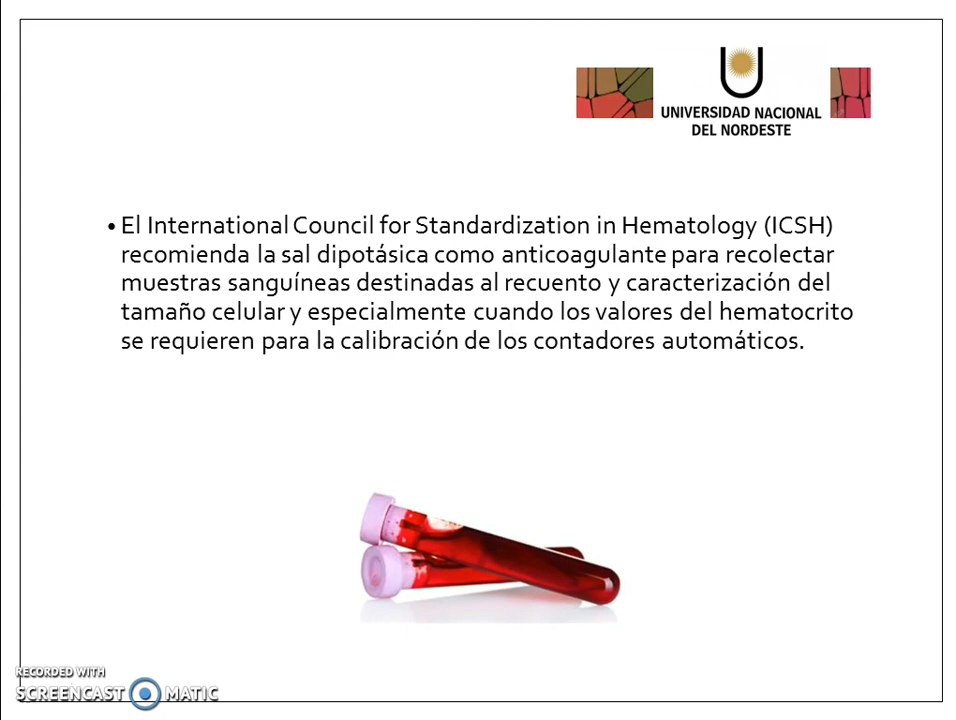 UNIVERSIDAD NACIONAL
DEL NORDESTE
• El International Council for Standardization in Hematology (ICSH)
recomienda la sal dipotásica como anticoagulante para recolectar
muestras sanguíneas destinadas al recuento y caracterización del
tamaño celular y especialmente cuando los valores del hematocrito
se requieren para la calibración de los contadores automáticos.
RECORDED WITH
SCREENCAST MATIC